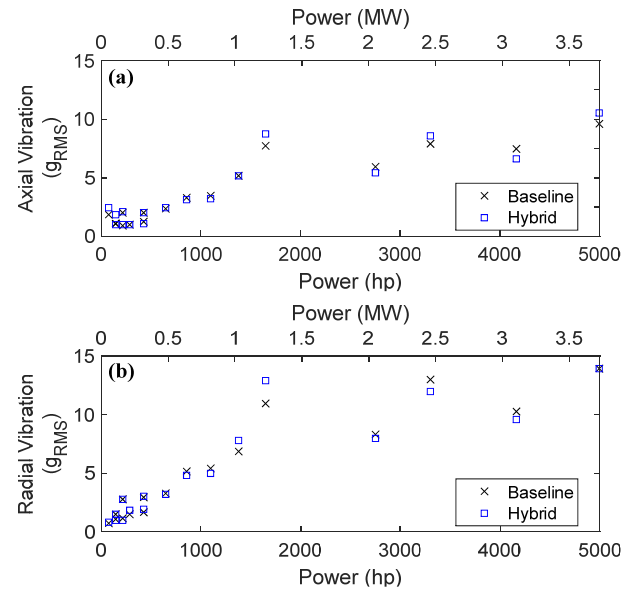 Power (MW)
0 0.5 1 1.5 2 2.5 3 3.5
15
10
5
0
(a)
Axial Vibration
(gRMS)
Baseline
Hybrid
0 1000 2000 3000 4000 5000
Power (hp)
Power (MW)
0 0.5 1 1.5 2 2.5 3 3.5
15
10
5
0
(b)
Radial Vibration
(gRMS)
Baseline
Hybrid
0 1000 2000 3000 4000 5000
Power (hp)